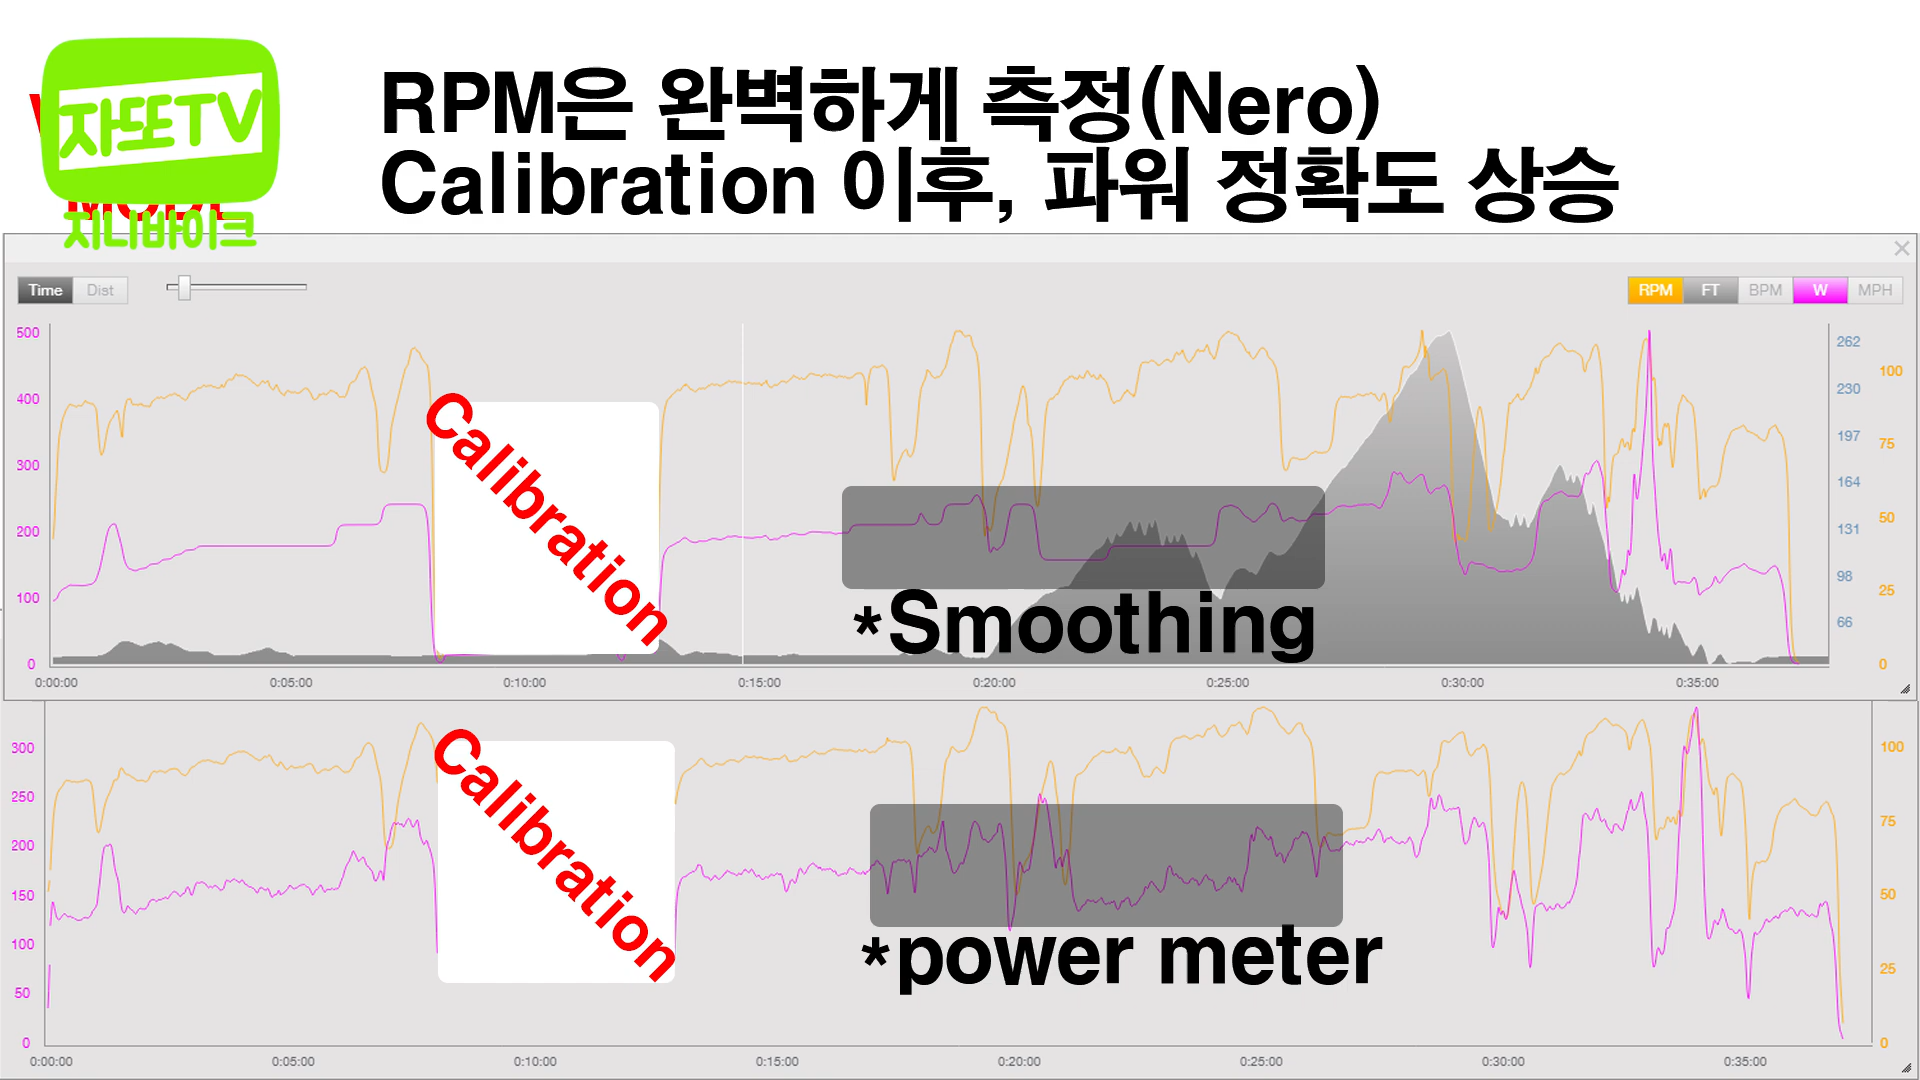 자또TV
지니바이크
RPM은 완벽하게 측정(Nero)
Calibration 이후, 파워 정확도 상승
Time Dist
RPM FT BPM W MPH
500
400
300
200
100
0
262
230
197
164
131
98
66
100
75
50
25
0
Calibration
*Smoothing
0:00:00 0:05:00 0:10:00 0:15:00 0:20:00 0:25:00 0:30:00 0:35:00
300
250
200
150
100
50
0
100
75
50
25
0
Calibration
*power meter
0:00:00 0:05:00 0:10:00 0:15:00 0:20:00 0:25:00 0:30:00 0:35:00